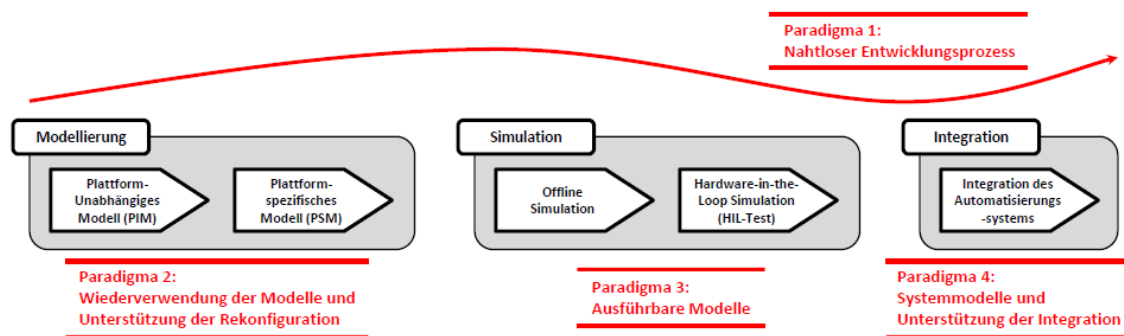 Paradigma 1:
Nahtloser Entwicklungsprozess
Modellierung
Plattform-
Unabhängiges
Modell (PIM)
Plattform-
spezifisches
Modell (PSM)
Simulation
Offline
Simulation
Hardware-in-the-
Loop Simulation
(HIL-Test)
Integration
Integration des
Automatisierungs
-systems
Paradigma 2:
Wiederverwendung der Modelle und
Unterstützung der Rekonfiguration
Paradigma 3:
Ausführbare Modelle
Paradigma 4:
Systemmodelle und
Unterstützung der Integration